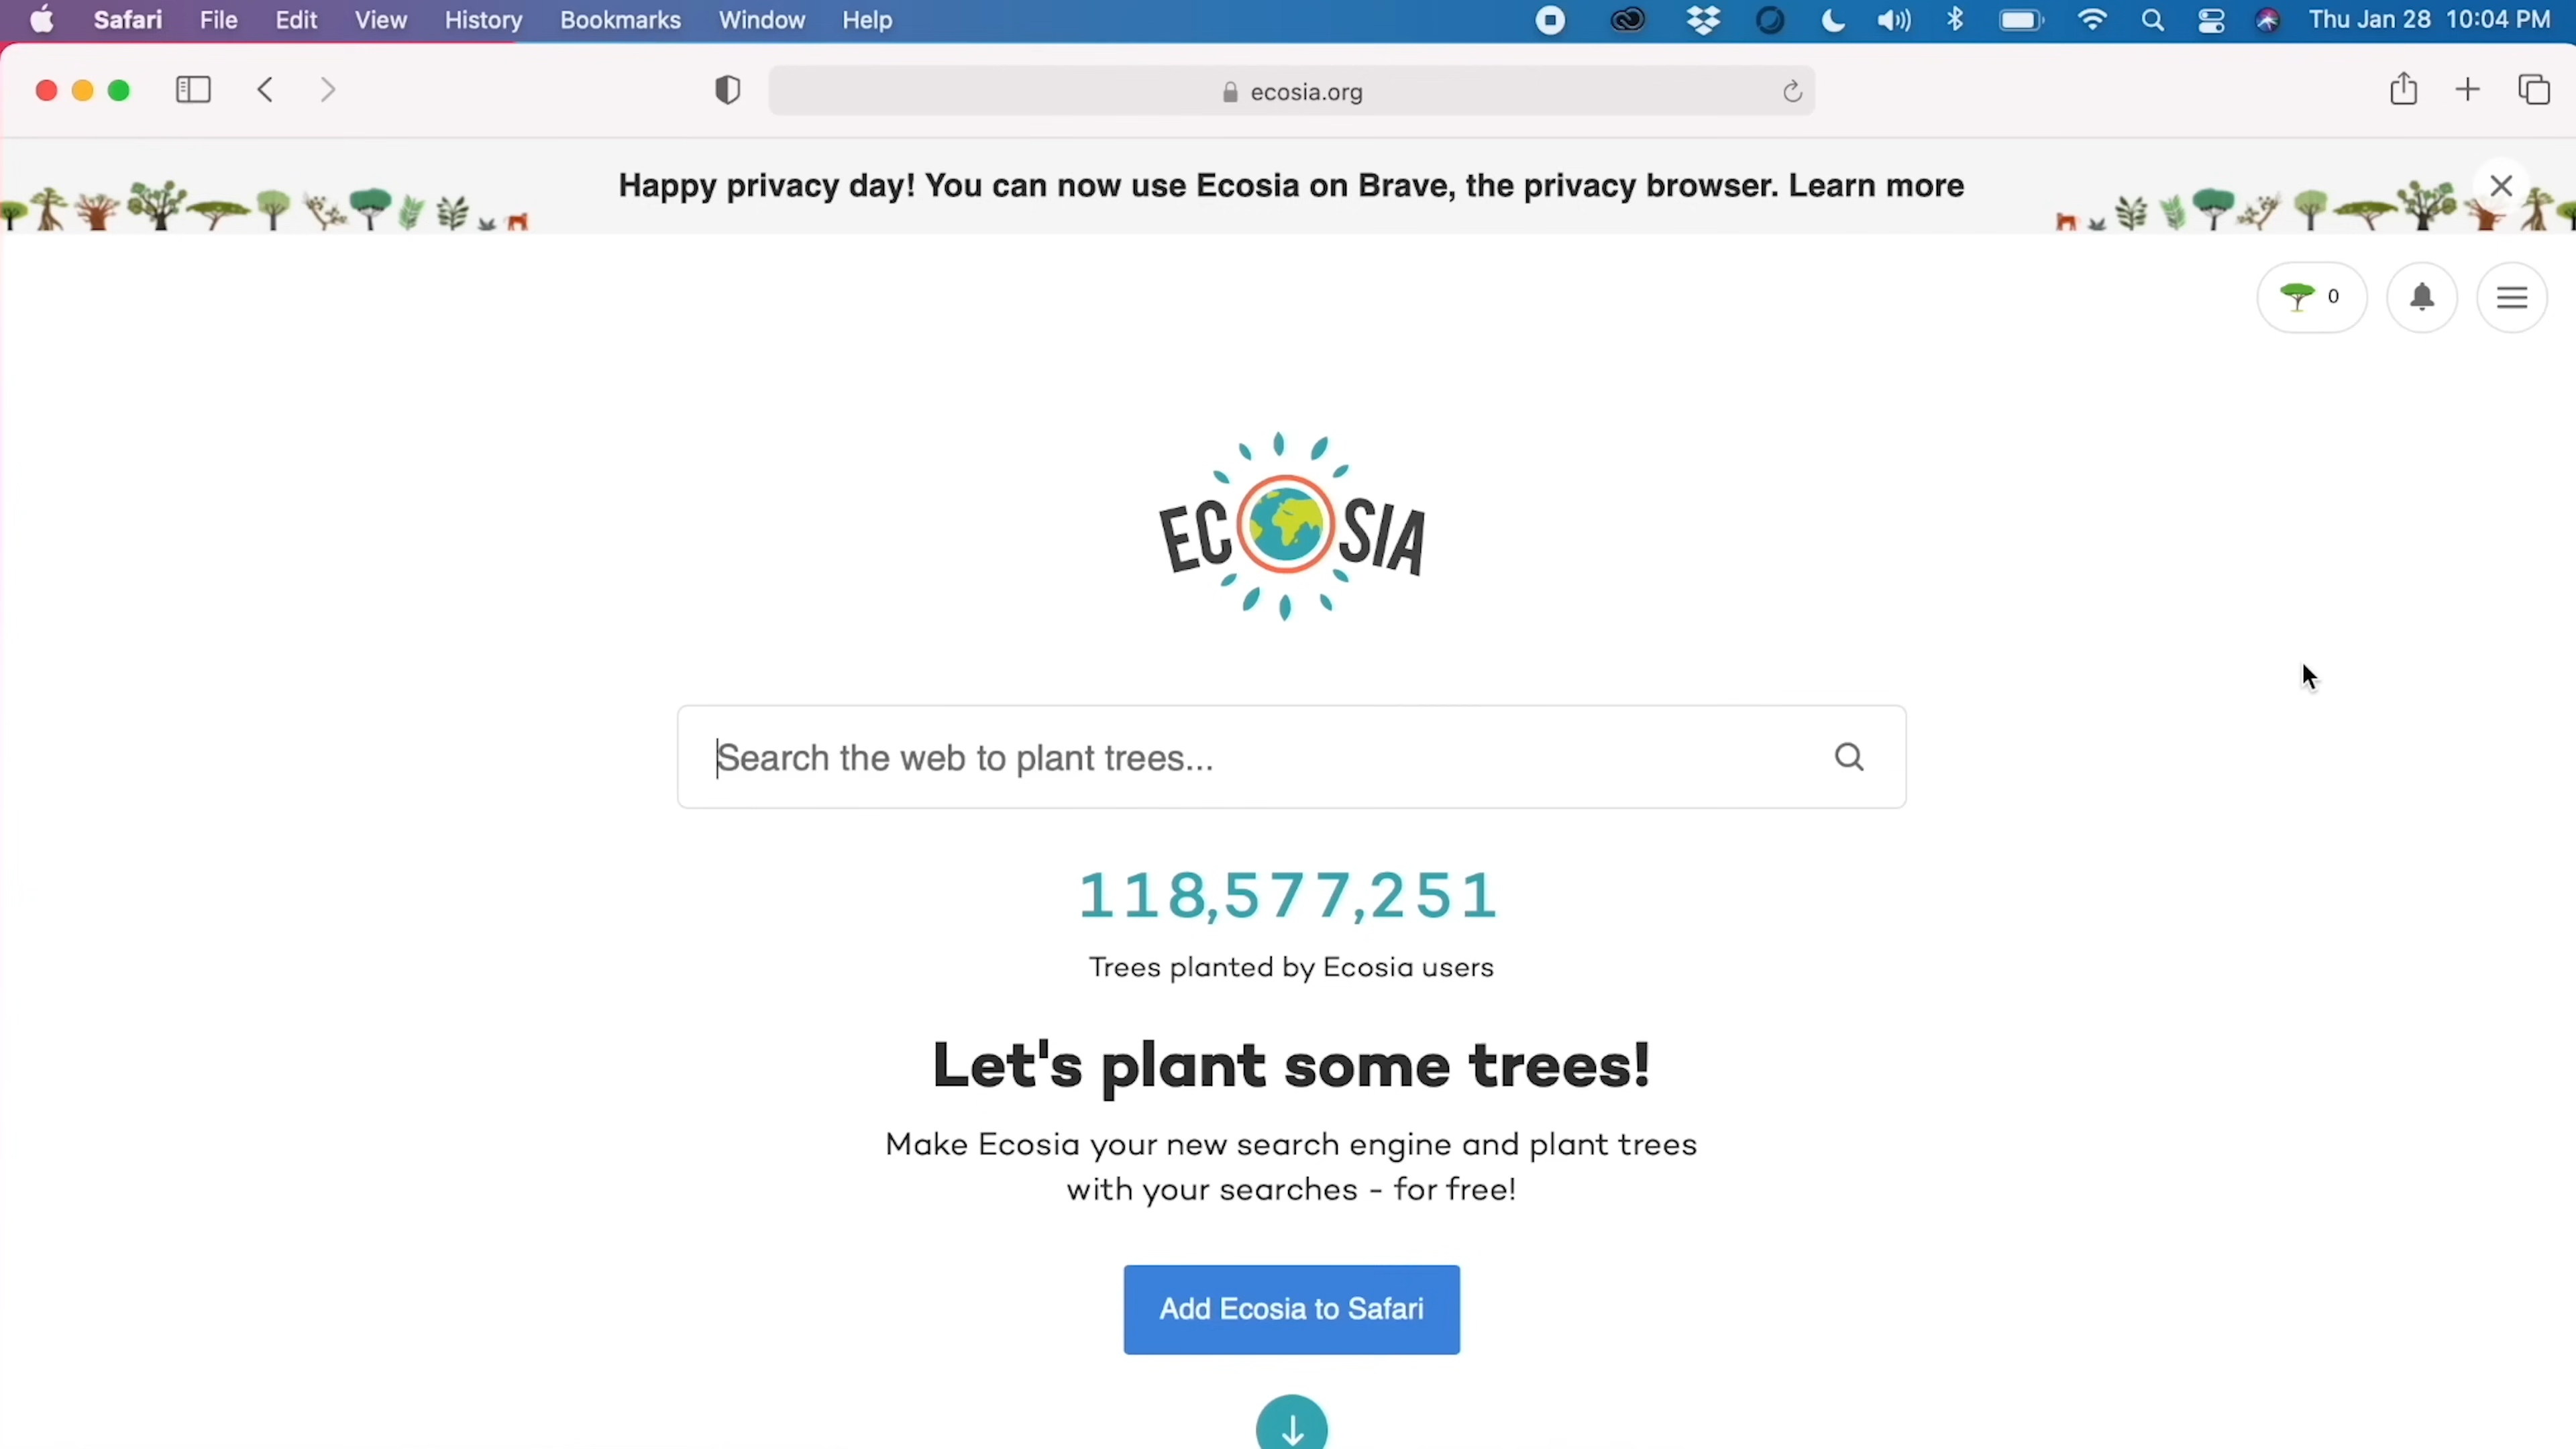 Safari File Edit View History Bookmarks Window Help Thu Jan 28 10:04 PM
ecosia.org
Happy privacy day! You can now use Ecosia on Brave, the privacy browser. Learn more
0
ECOSIA
Search the web to plant trees...
118,577,251
Trees planted by Ecosia users
Let's plant some trees!
Make Ecosia your new search engine and plant trees
with your searches - for free!
Add Ecosia to Safari